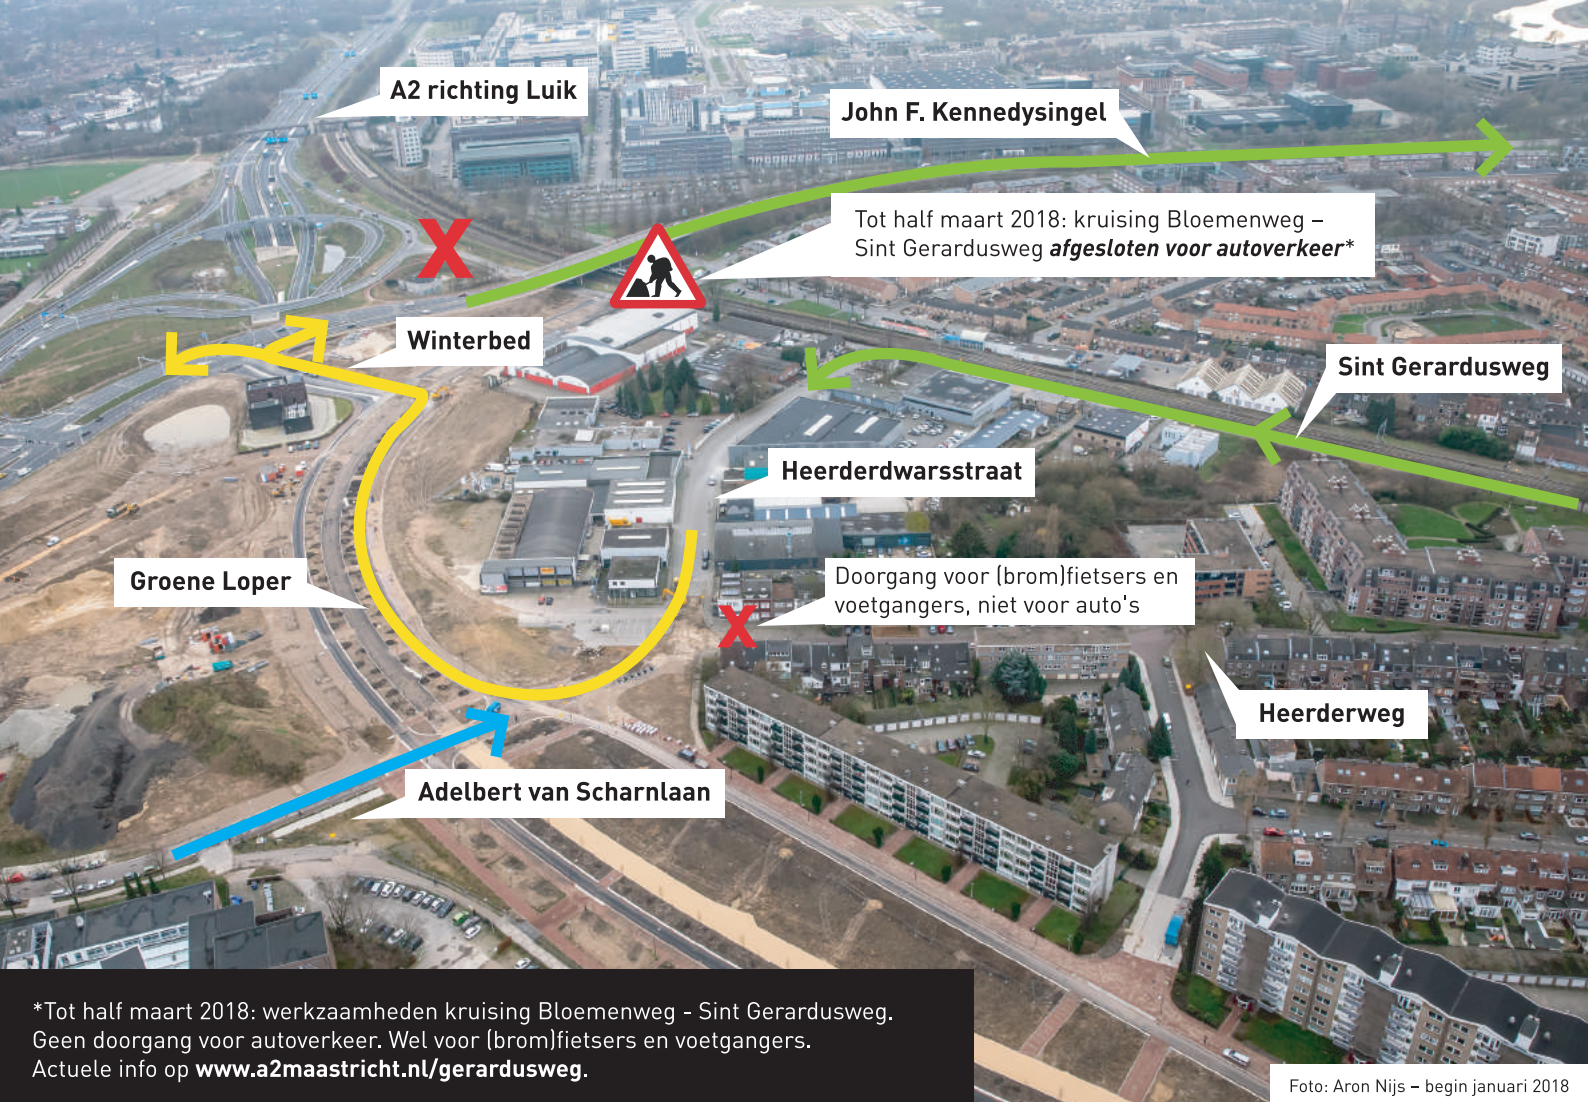 A2 richting Luik
John F. Kennedysingel
Tot half maart 2018: kruising Bloemenweg –
Sint Gerardusweg afgesloten voor autoverkeer*
X
Winterbed
Sint Gerardusweg
Heerderdwarsstraat
Groene Loper
Doorgang voor (brom)fietsers en
voetgangers, niet voor auto's
X
Heerderweg
Adelbert van Scharnlaan
*Tot half maart 2018: werkzaamheden kruising Bloemenweg - Sint Gerardusweg.
Geen doorgang voor autoverkeer. Wel voor (brom)fietsers en voetgangers.
Actuele info op www.a2maastricht.nl/gerardusweg.
Foto: Aron Nijs – begin januari 2018